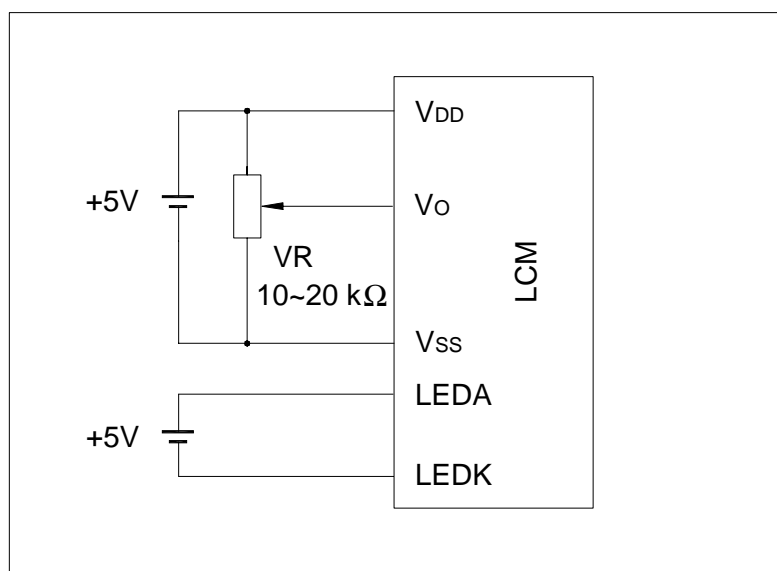 VDD
+5V
VO
VR
10~20 kΩ
LCM
VSS
LEDA
+5V
LEDK